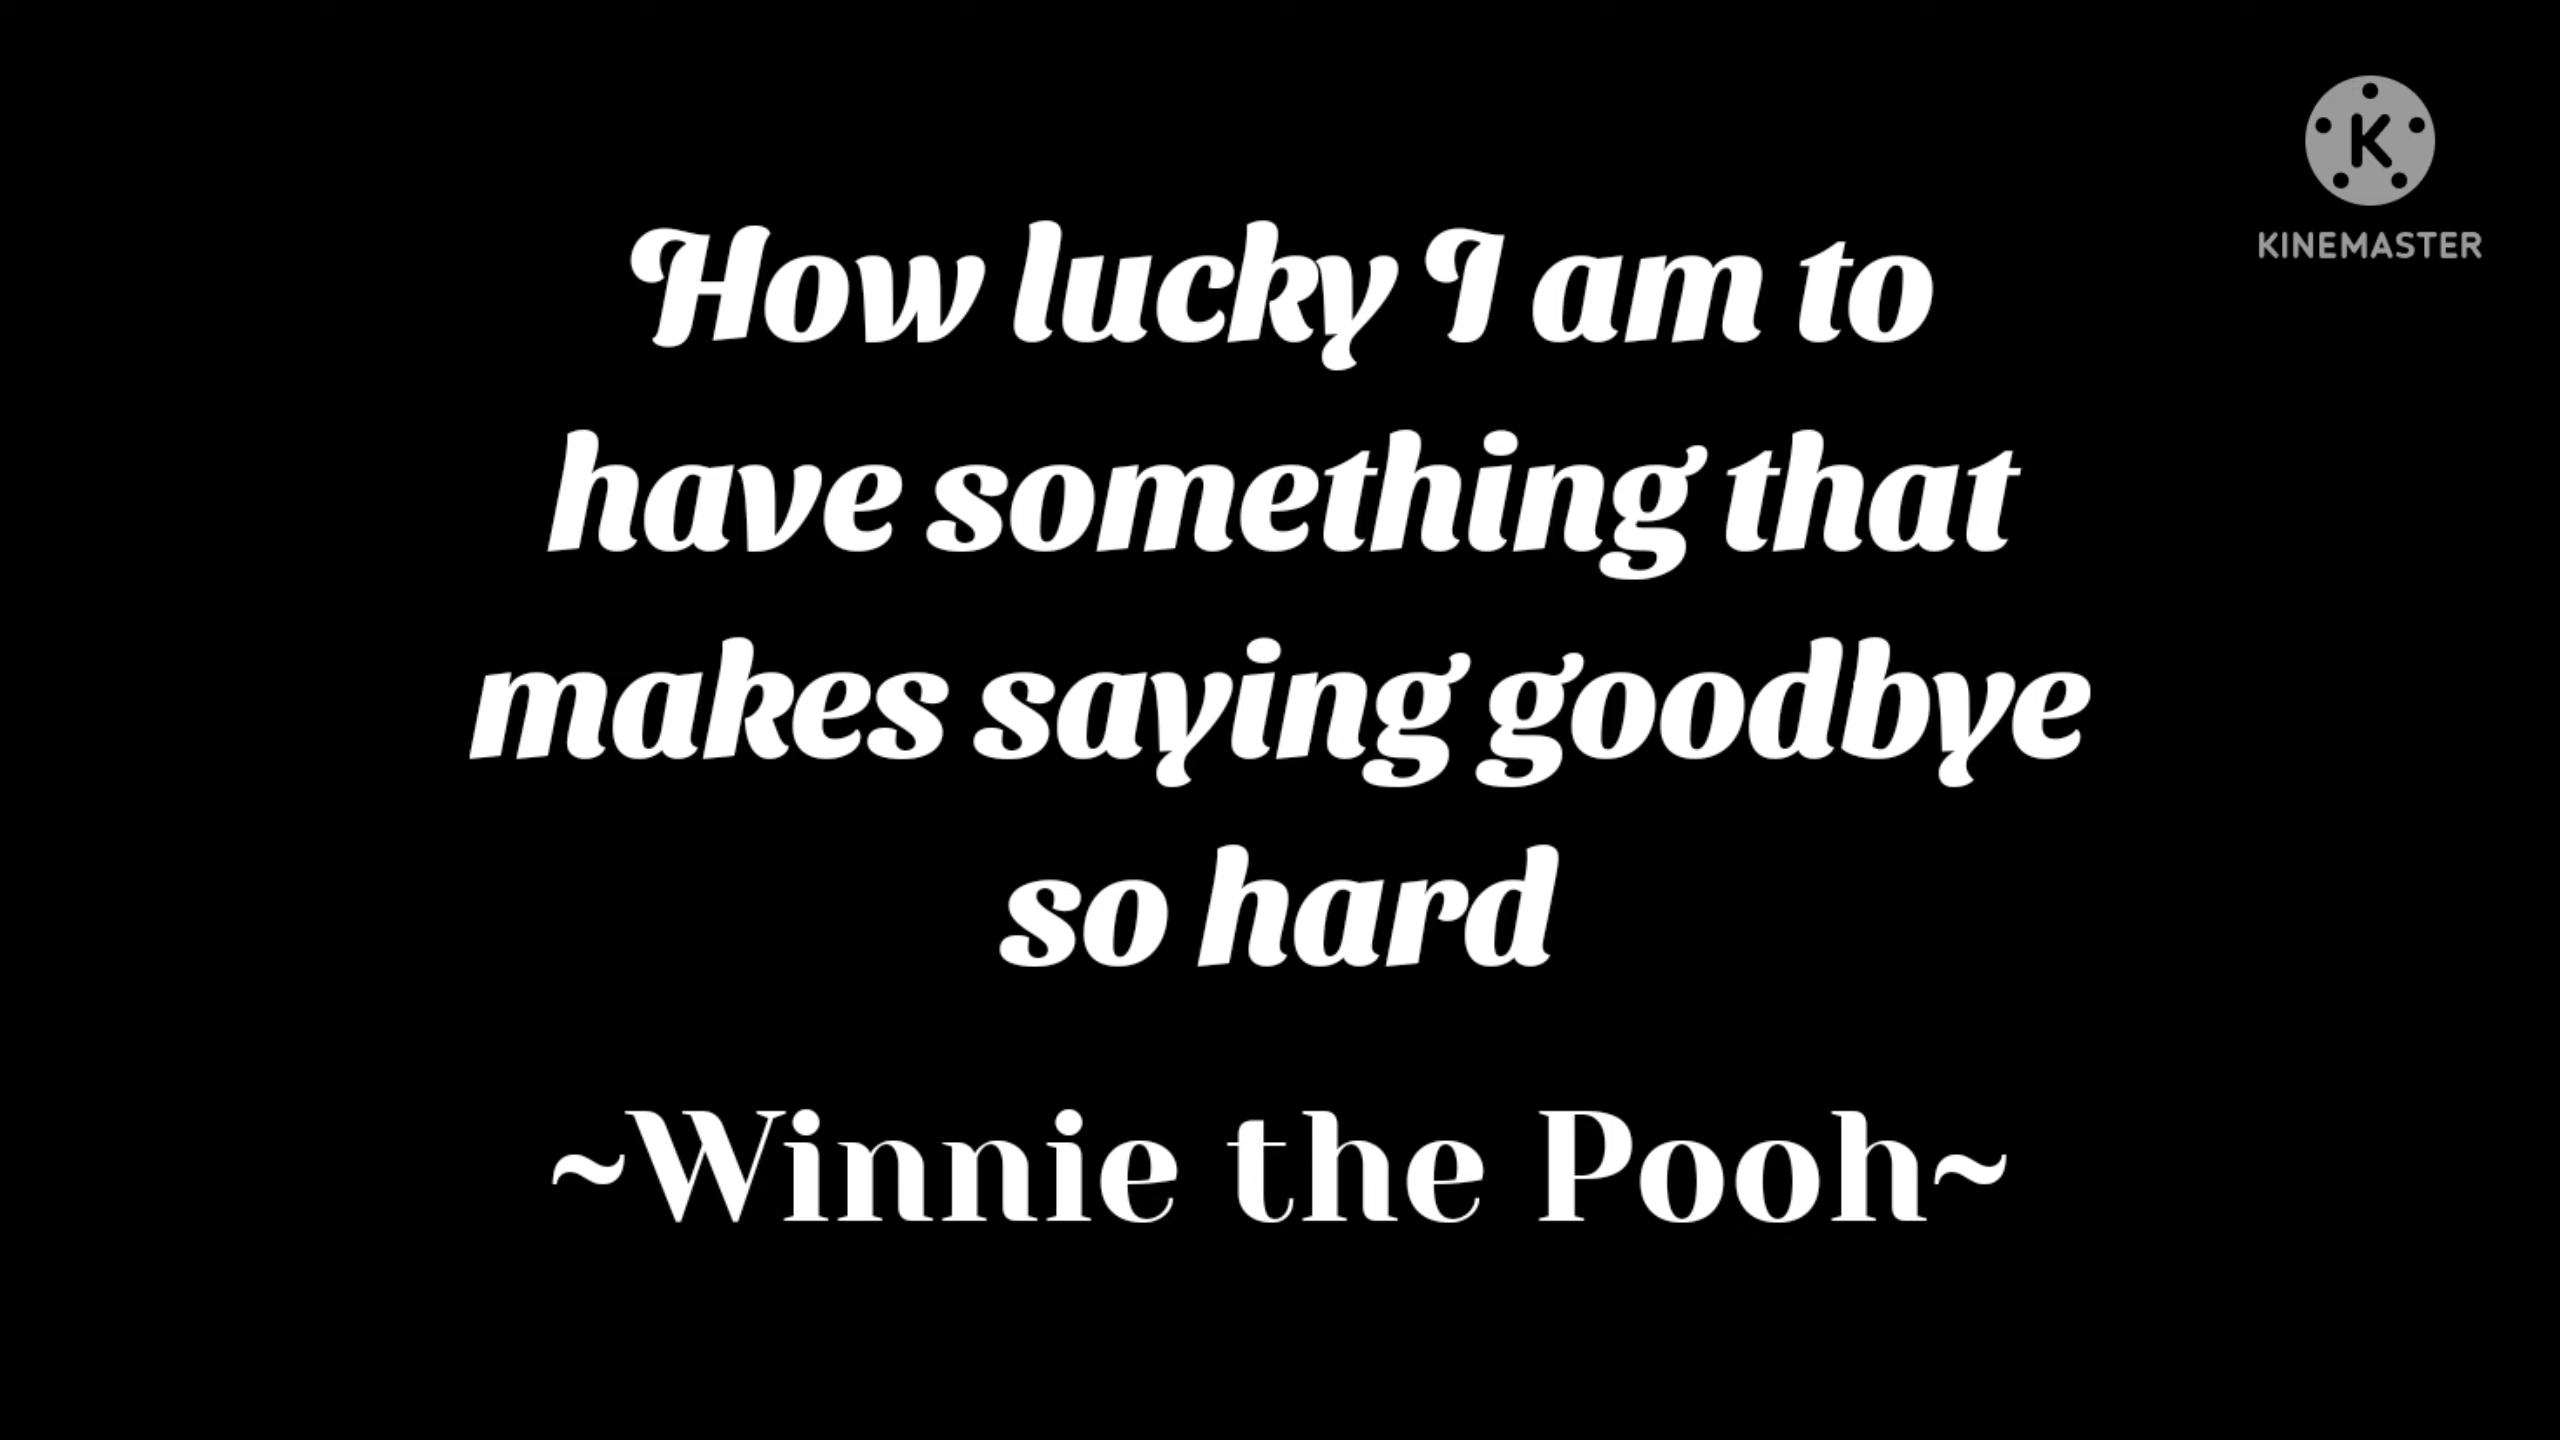 KINEMASTER
How lucky I am to
have something that
makes saying goodbye
so hard
~Winnie the Pooh~